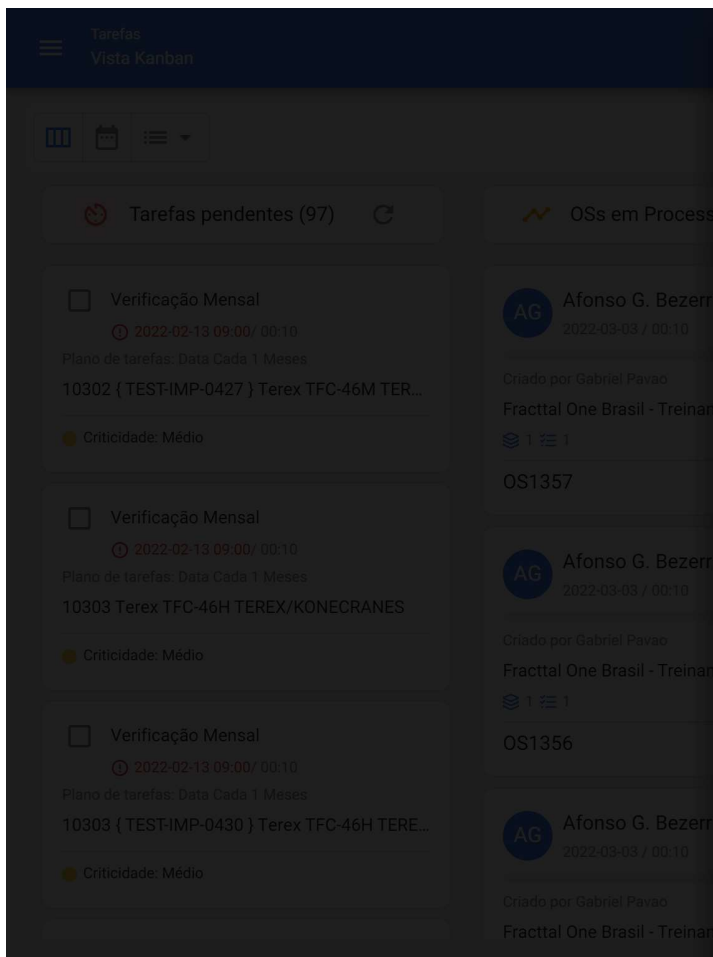 Tarefas
Vista Kanban
Tarefas pendentes (97)
Verificação Mensal
2022-02-13 09:00/ 00:10
Plano de tarefas: Data Cada 1 Meses
10302 { TEST-IMP-0427 } Terex TFC-46M TER...
Criticidade: Médio
Verificação Mensal
2022-02-13 09:00/ 00:10
Plano de tarefas: Data Cada 1 Meses
10303 Terex TFC-46H TEREX/KONECRANES
Criticidade: Médio
Verificação Mensal
2022-02-13 09:00/ 00:10
Plano de tarefas: Data Cada 1 Meses
10303 { TEST-IMP-0430 } Terex TFC-46H TERE...
Criticidade: Médio
OSs em Process
AG
Afonso G. Bezerr
2022-03-03 / 00:10
Criado por Gabriel Pavao
Fracttal One Brasil - Treinar
1 1
OS1357
AG
Afonso G. Bezerr
2022-03-03 / 00:10
Criado por Gabriel Pavao
Fracttal One Brasil - Treinar
1 1
OS1356
AG
Afonso G. Bezerr
2022-03-03 / 00:10
Criado por Gabriel Pavao
Fracttal One Brasil - Treinar